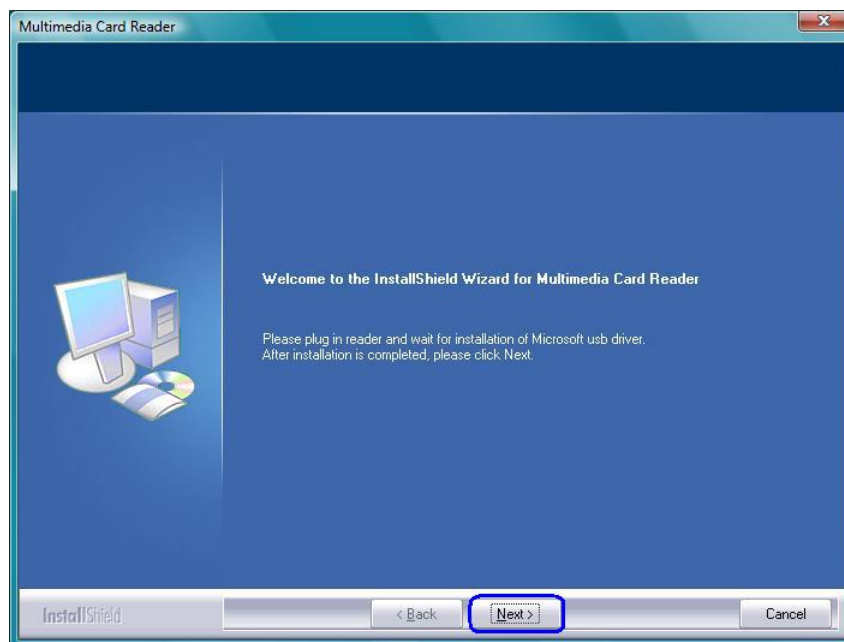 Multimedia Card Reader
Welcome to the InstallShield Wizard for Multimedia Card Reader
Please plug in reader and wait for installation of Microsoft usb driver.
After installation is completed, please click Next.
InstallShield
< Back
Next >
Cancel